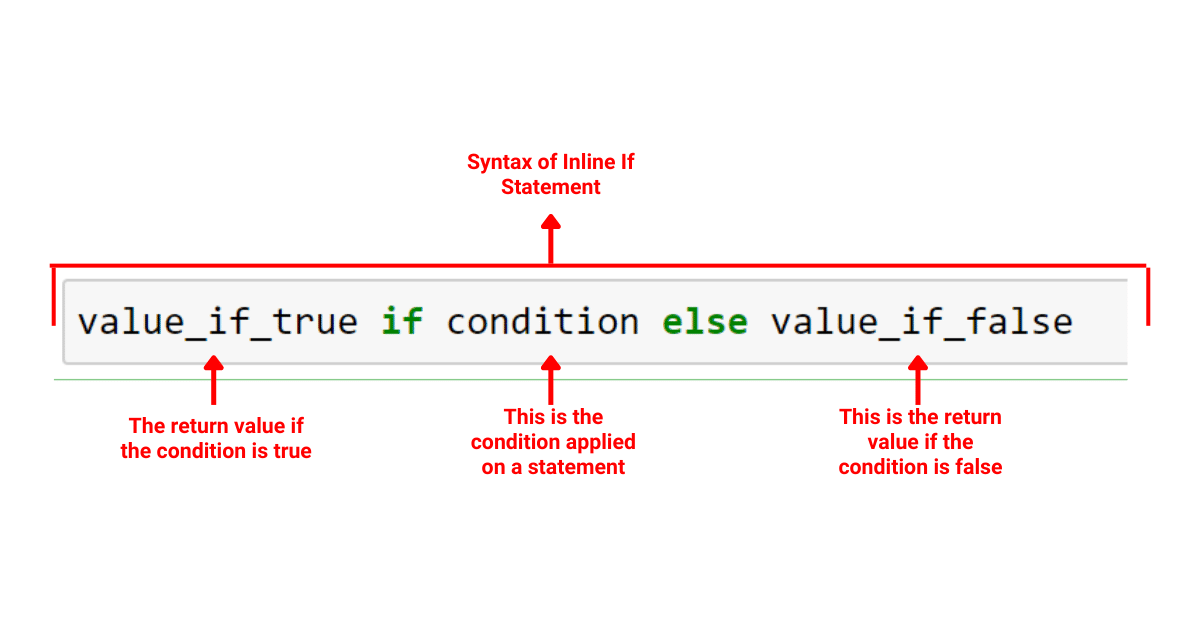 Syntax of Inline If
Statement
value_if_true if condition else value_if_false
The return value if
the condition is true
This is the
condition applied
on a statement
This is the return
value if the
condition is false